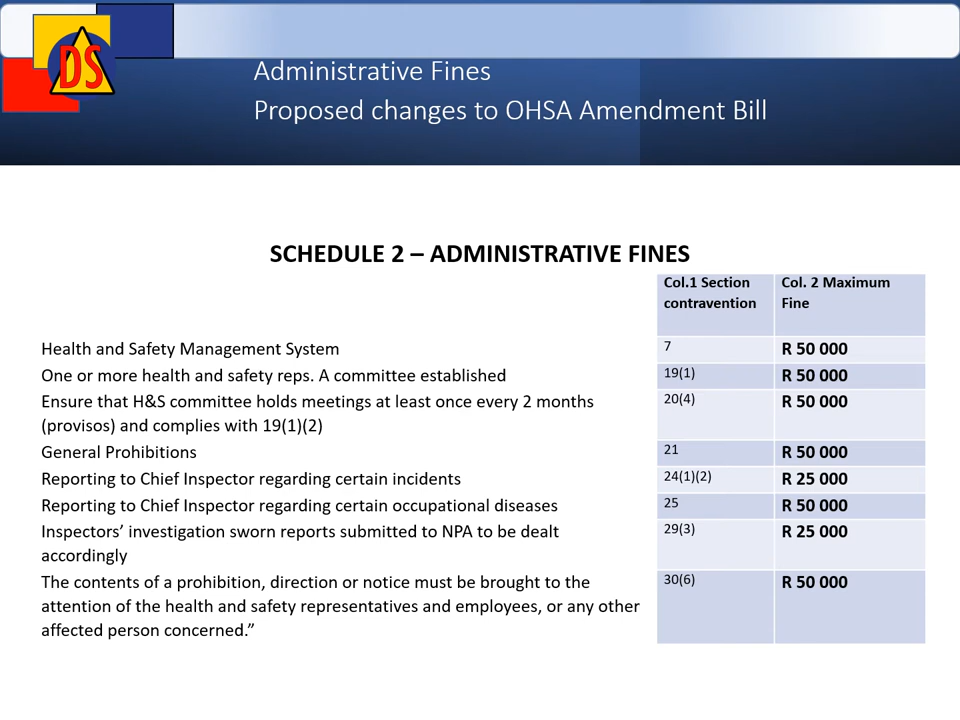 DS
Administrative Fines
Proposed changes to OHSA Amendment Bill
SCHEDULE 2 – ADMINISTRATIVE FINES
Col.1 Section Col. 2 Maximum
contravention Fine
Health and Safety Management System 7 R 50 000
One or more health and safety reps. A committee established 19(1) R 50 000
Ensure that H&S committee holds meetings at least once every 2 months 20(4) R 50 000
(provisos) and complies with 19(1)(2)
General Prohibitions 21 R 50 000
Reporting to Chief Inspector regarding certain incidents 24(1)(2) R 25 000
Reporting to Chief Inspector regarding certain occupational diseases 25 R 50 000
Inspectors’ investigation sworn reports submitted to NPA to be dealt 29(3) R 25 000
accordingly
The contents of a prohibition, direction or notice must be brought to the 30(6) R 50 000
attention of the health and safety representatives and employees, or any other
affected person concerned.”